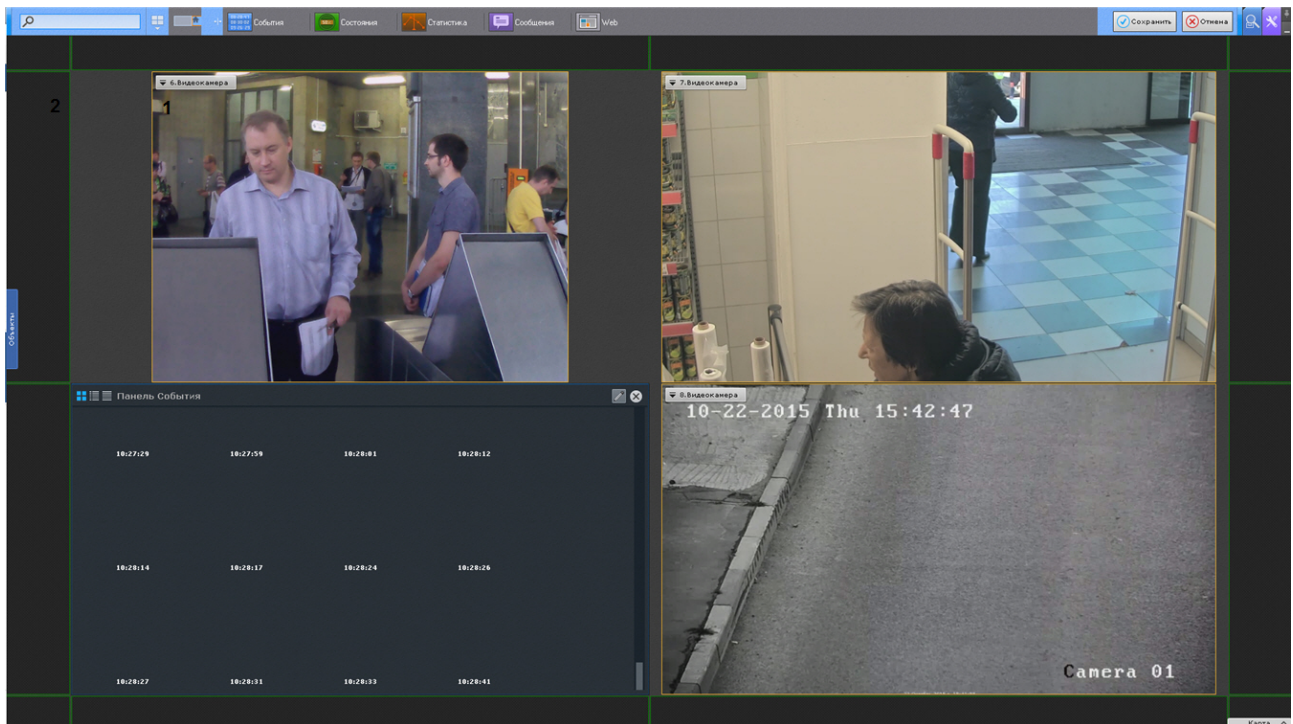 События Состояния Статистика Сообщения Web Сохранить Отмена
2
1
6.Видеокамера
7.Видеокамера
Объекты
Панель События
10:27:29 10:27:59 10:28:01 10:28:12
10:28:14 10:28:17 10:28:24 10:28:26
10:28:27 10:28:31 10:28:33 10:28:41
8.Видеокамера
10-22-2015 Thu 15:42:47
Camera 01
Карта